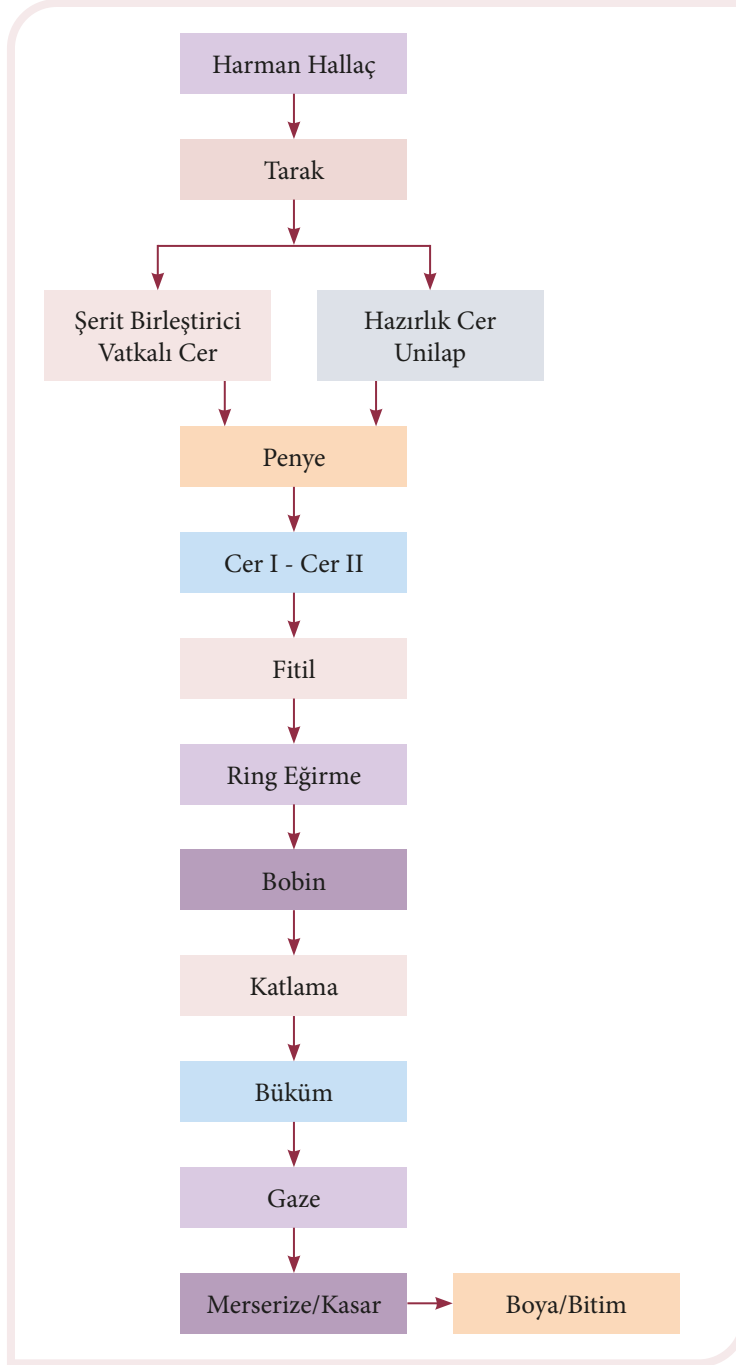 Harman Hallaç
Tarak
Şerit Birleştirici
Vatkalı Cer
Hazırlık Cer
Unilap
Penye
Cer I - Cer II
Fitil
Ring Eğirme
Bobin
Katlama
Büküm
Gaze
Merserize/Kasar
Boya/Bitim